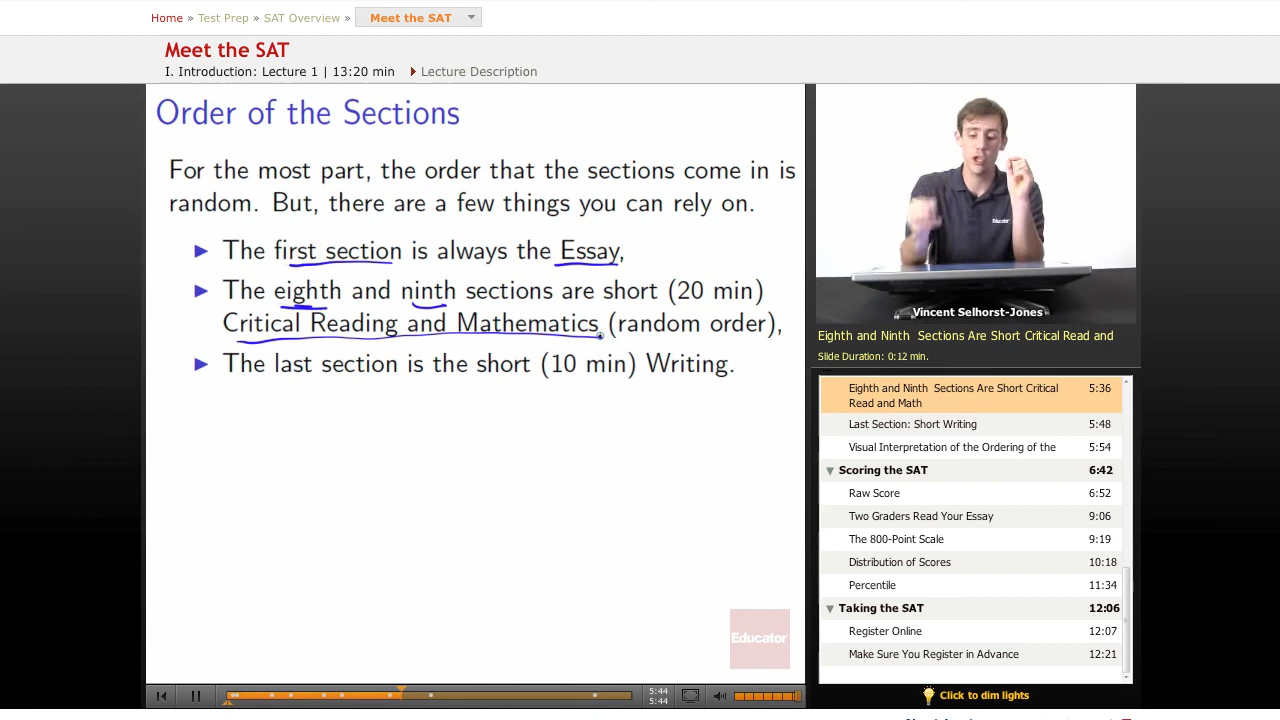 Home » Test Prep » SAT Overview » Meet the SAT
Meet the SAT
I. Introduction: Lecture 1 | 13:20 min Lecture Description
Order of the Sections
For the most part, the order that the sections come in is
random. But, there are a few things you can rely on.
The first section is always the Essay,
The eighth and ninth sections are short (20 min)
Critical Reading and Mathematics (random order),
The last section is the short (10 min) Writing.
Educator
5:44
5:44
Educator
Vincent Selhorst-Jones
Eighth and Ninth Sections Are Short Critical Read and
Slide Duration: 0:12 min.
Eighth and Ninth Sections Are Short Critical 5:36
Read and Math
Last Section: Short Writing 5:48
Visual Interpretation of the Ordering of the 5:54
Scoring the SAT 6:42
Raw Score 6:52
Two Graders Read Your Essay 9:06
The 800-Point Scale 9:19
Distribution of Scores 10:18
Percentile 11:34
Taking the SAT 12:06
Register Online 12:07
Make Sure You Register in Advance 12:21
Click to dim lights